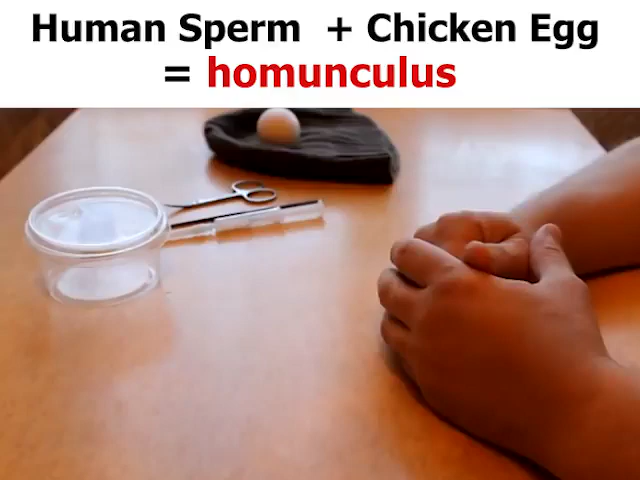 Human Sperm + Chicken Egg
= homunculus